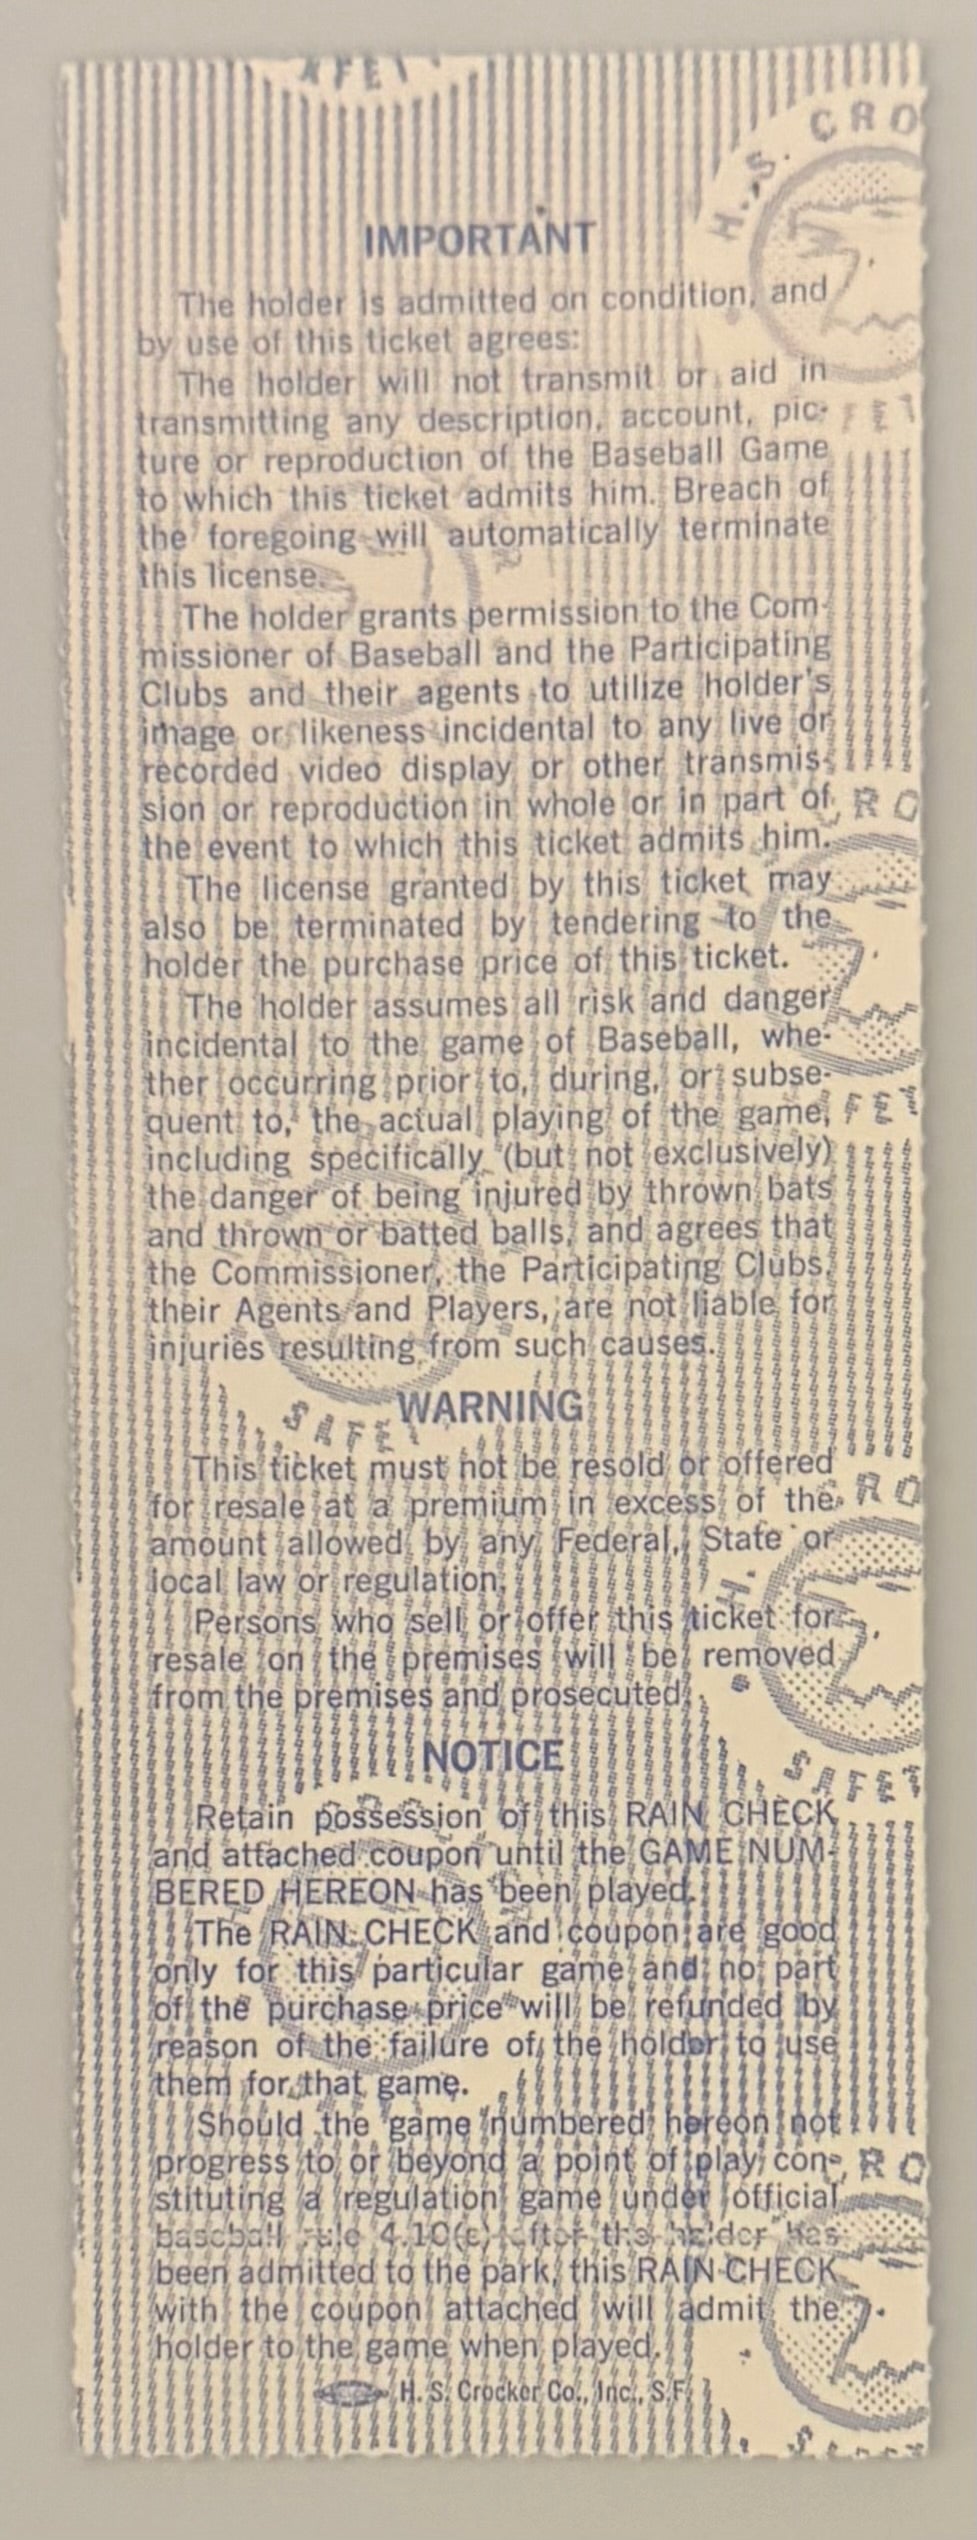 AFET
H. S. CRO
IMPORTANT
The holder is admitted on condition, and
by use of this ticket agrees:
The holder will not transmit or aid in
transmitting any description, account, pic-
FET
ture or reproduction of the Baseball Game
to which this ticket admits him. Breach of
the foregoing will automatically terminate
this license.
The holder grants permission to the Com-
missioner of Baseball and the Participating
Clubs and their agents to utilize holder's
image or likeness incidental to any live or
recorded video display or other transmis-
sion or reproduction in whole or in part of
RO
the event to which this ticket admits him.
The license granted by this ticket may
also be terminated by tendering to the
holder the purchase price of this ticket.
The holder assumes all risk and danger
incidental to the game of Baseball, whe-
ther occurring prior to, during, or subse-
quent to, the actual playing of the game,
FET
including specifically (but not exclusively)
the danger of being injured by thrown bats
and thrown or batted balls, and agrees that
the Commissioner, the Participating Clubs,
their Agents and Players, are not liable for
injuries resulting from such causes.
WARNING
SAFET
This ticket must not be resold or offered
for resale at a premium in excess of the
RO
amount allowed by any Federal, State or
local law or regulation.
H.
Persons who sell or offer this ticket for
resale on the premises will be removed
from the premises and prosecuted.
NOTICE
SAFET
Retain possession of this RAIN CHECK
and attached coupon until the GAME NUM-
BERED HEREON has been played.
The RAIN CHECK and coupon are good
only for this particular game and no part
of the purchase price will be refunded by
reason of the failure of the holder to use
them for that game.
Should the game numbered hereon not
progress to or beyond a point of play con-
RO
stituting a regulation game under official
baseball rule 4.10(c) after the holder has
been admitted to the park, this RAIN CHECK
with the coupon attached will admit the
holder to the game when played.
H. S. Crocker Co., Inc., S.F.